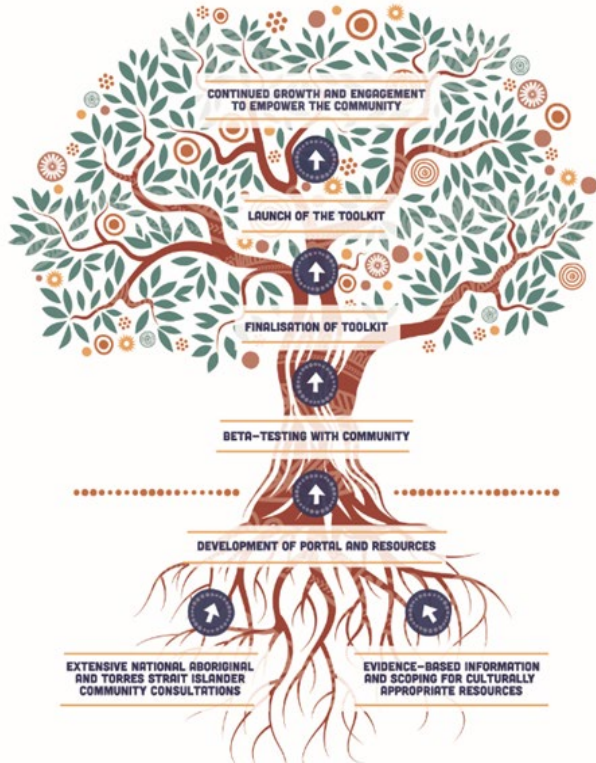 CONTINUED GROWTH AND ENGAGEMENT
TO EMPOWER THE COMMUNITY
LAUNCH OF THE TOOLKIT
FINALISATION OF TOOLKIT
BETA-TESTING WITH COMMUNITY
DEVELOPMENT OF PORTAL AND RESOURCES
EXTENSIVE NATIONAL ABORIGINAL
AND TORRES STRAIT ISLANDER
COMMUNITY CONSULTATIONS
EVIDENCE-BASED INFORMATION
AND SCOPING FOR CULTURALLY
APPROPRIATE RESOURCES